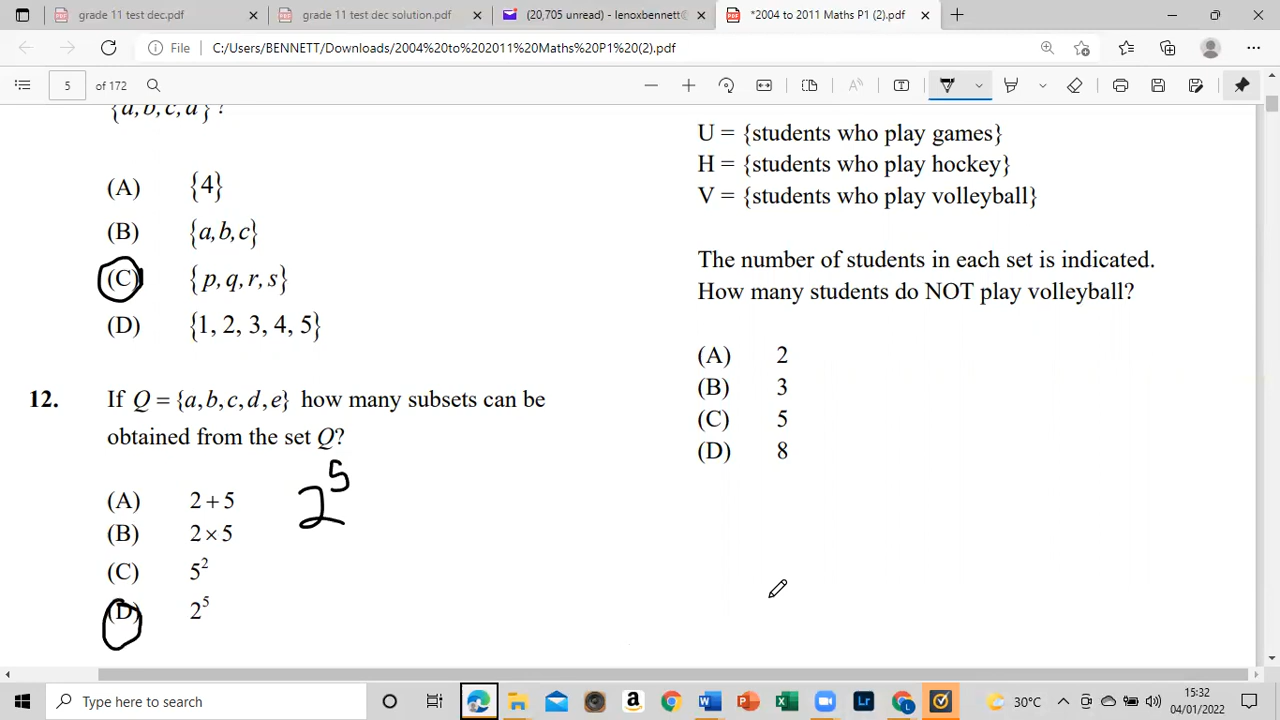 grade 11 test dec.pdf
grade 11 test dec solution.pdf
(20,705 unread) - lenoxbennett@
*2004 to 2011 Maths P1 (2).pdf
File
C:/Users/BENNETT/Downloads/2004%20to%202011%20Maths%20P1%20(2).pdf
5 of 172
{a,b,c,d}?
(A) {4}
(B) {a,b,c}
(C) {p,q,r,s}
(D) {1, 2, 3, 4, 5}
12. If Q = {a,b,c,d,e} how many subsets can be
obtained from the set Q?
(A) 2+5
(B) 2×5
(C) 5²
(D) 2⁵
2⁵
U = {students who play games}
H = {students who play hockey}
V = {students who play volleyball}
The number of students in each set is indicated.
How many students do NOT play volleyball?
(A) 2
(B) 3
(C) 5
(D) 8
Type here to search
30°C
15:32
04/01/2022